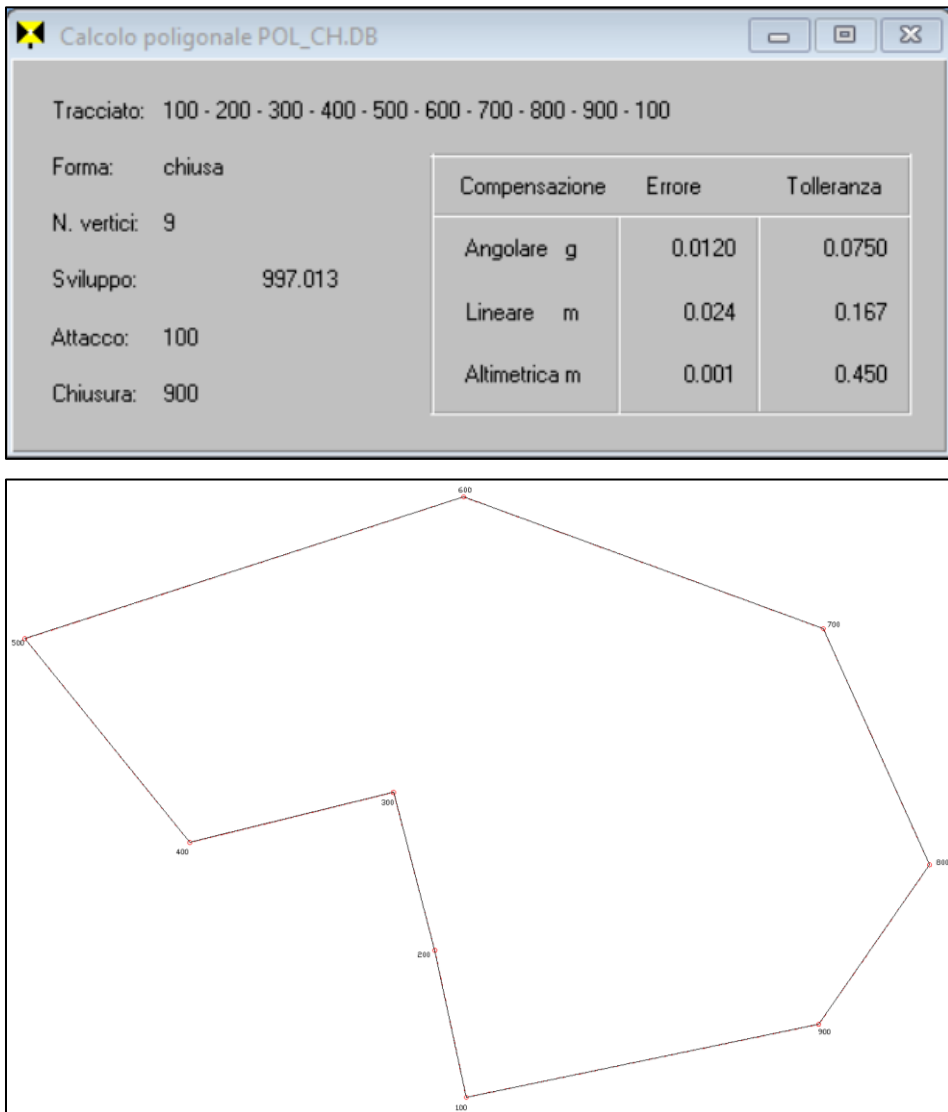 Calcolo poligonale POL_CH.DB
Tracciato: 100 - 200 - 300 - 400 - 500 - 600 - 700 - 800 - 900 - 100
Forma: chiusa
N. vertici: 9
Sviluppo: 997.013
Attacco: 100
Chiusura: 900
Compensazione Errore Tolleranza
Angolare g 0.0120 0.0750
Lineare m 0.024 0.167
Altimetrica m 0.001 0.450
600
700
500
300
400
800
200
900
100